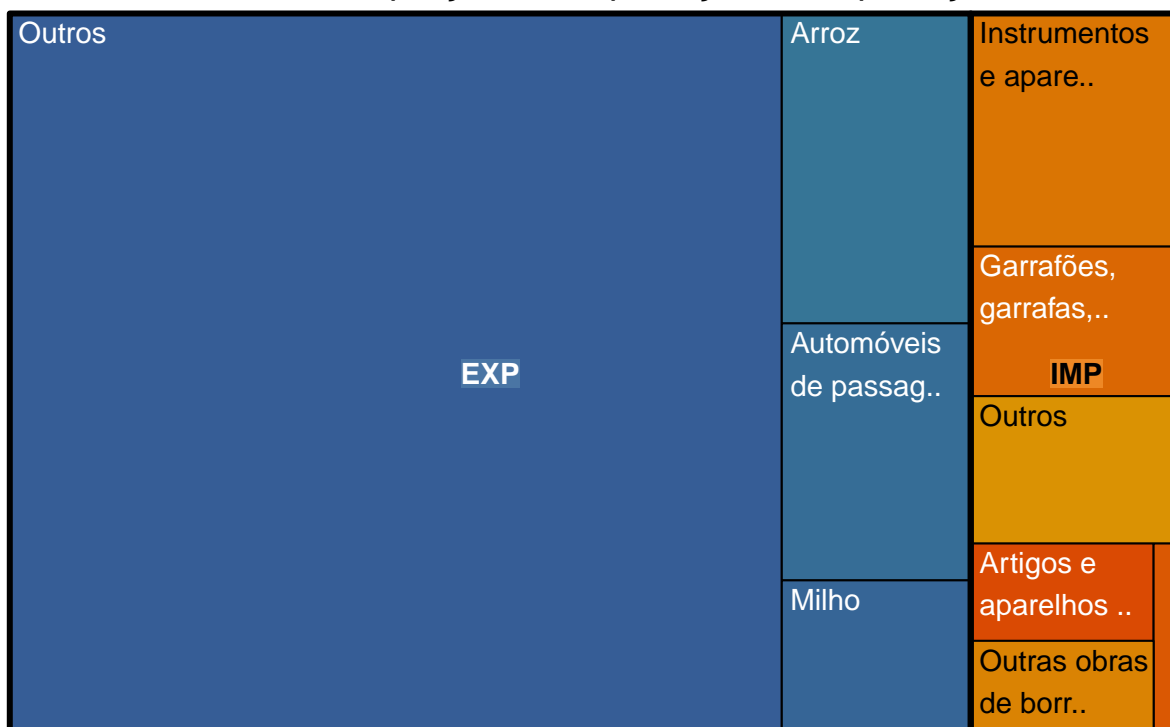 Outros
Arroz
Instrumentos
e apare..
Garrafões,
garrafas,..
Automóveis
de passag..
EXP
IMP
Outros
Artigos e
aparelhos ..
Milho
Outras obras
de borr..